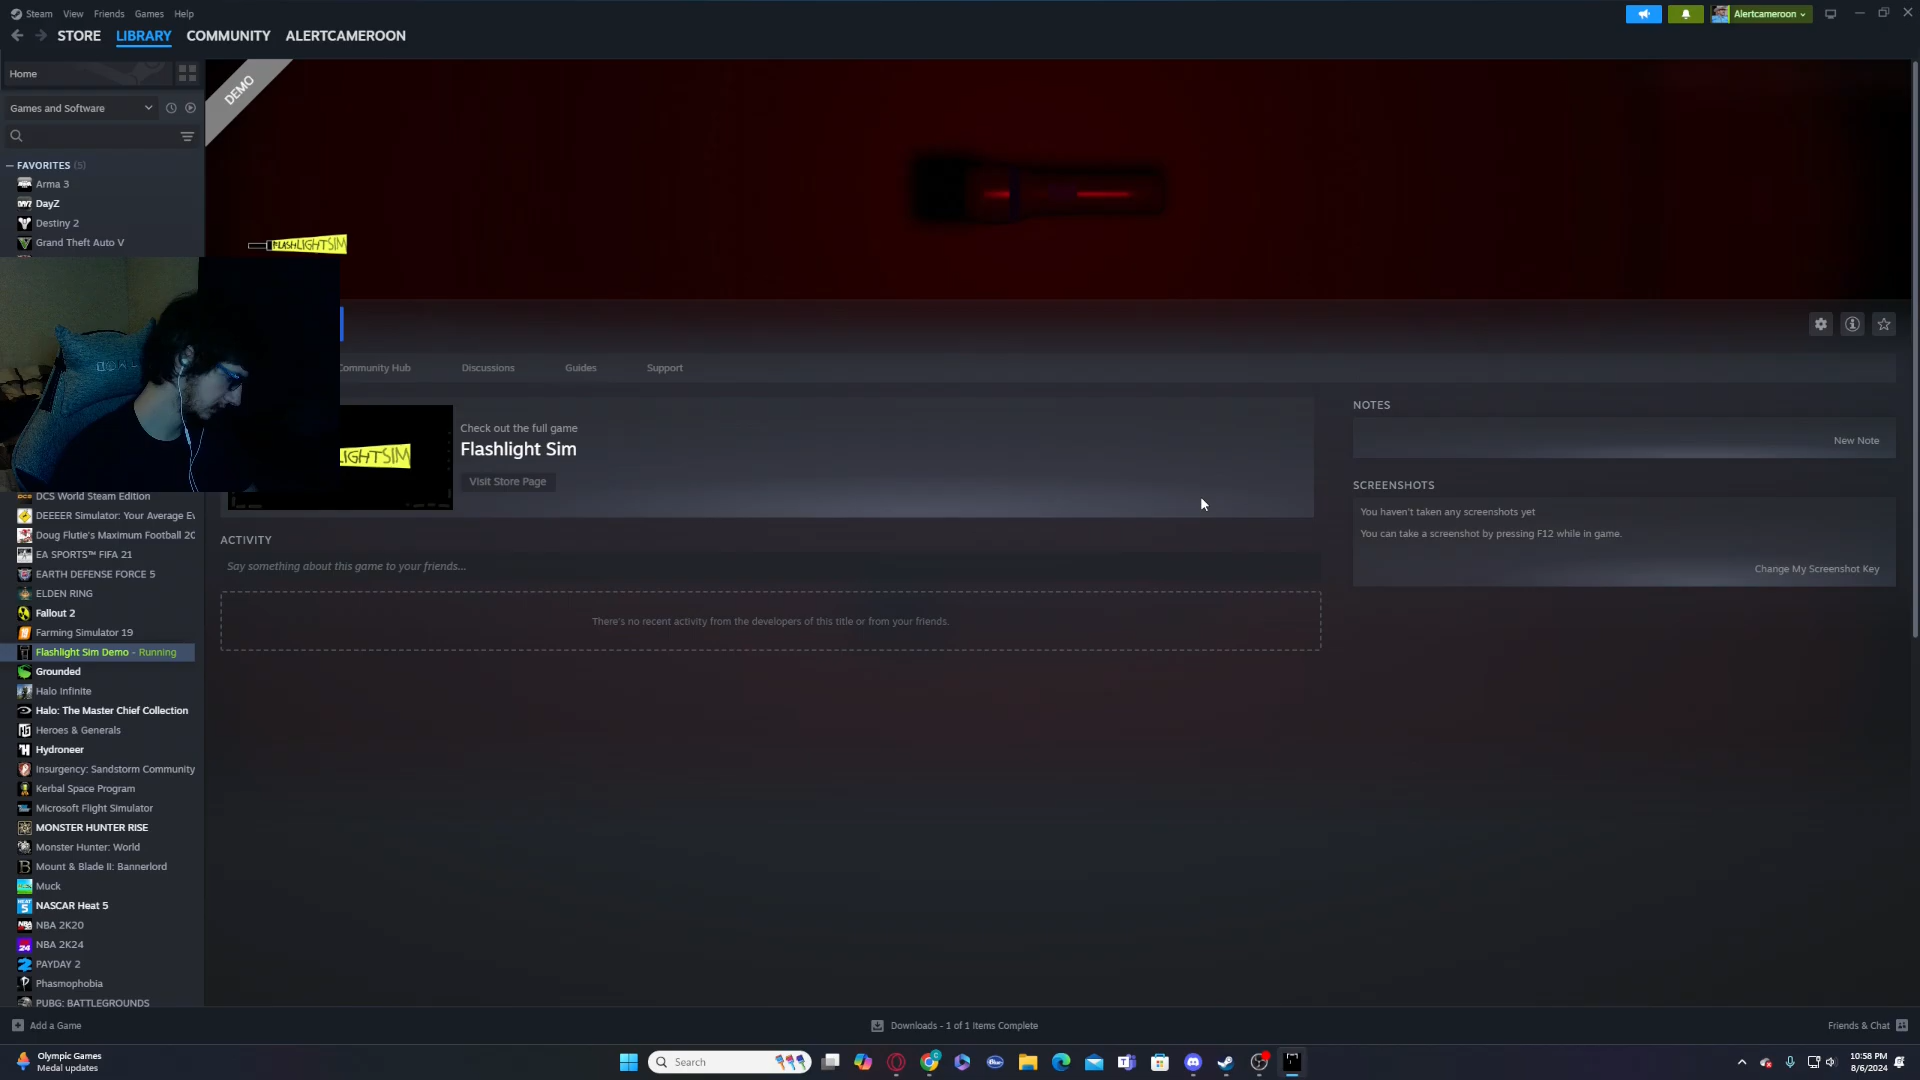 Steam View Friends Games Help
Alertcameroon
STORE LIBRARY COMMUNITY ALERTCAMEROON
Home
DEMO
Games and Software
FAVORITES (5)
Arma 3
DayZ
Destiny 2
Grand Theft Auto V
FLASHLIGHTSIM
Community Hub Discussions Guides Support
Check out the full game
Flashlight Sim
LIGHTSIM
Visit Store Page
NOTES
New Note
SCREENSHOTS
You haven't taken any screenshots yet
You can take a screenshot by pressing F12 while in game.
Change My Screenshot Key
ACTIVITY
Say something about this game to your friends...
There's no recent activity from the developers of this title or from your friends.
DCS World Steam Edition
DEEEER Simulator: Your Average Ev
Doug Flutie's Maximum Football 20
EA SPORTS™ FIFA 21
EARTH DEFENSE FORCE 5
ELDEN RING
Fallout 2
Farming Simulator 19
Flashlight Sim Demo - Running
Grounded
Halo Infinite
Halo: The Master Chief Collection
Heroes & Generals
Hydroneer
Insurgency: Sandstorm Community
Kerbal Space Program
Microsoft Flight Simulator
MONSTER HUNTER RISE
Monster Hunter: World
Mount & Blade II: Bannerlord
Muck
NASCAR Heat 5
NBA 2K20
NBA 2K24
PAYDAY 2
Phasmophobia
PUBG: BATTLEGROUNDS
Add a Game
Downloads - 1 of 1 Items Complete
Friends & Chat
Olympic Games
Medal updates
Search
10:58 PM
8/6/2024